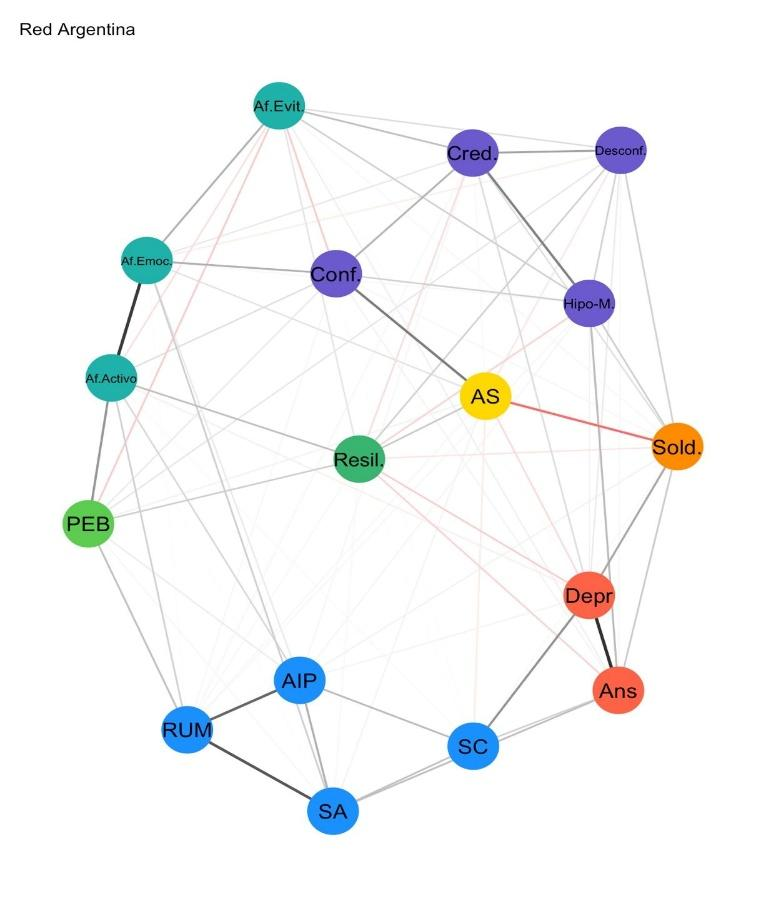 Red Argentina
Af.Evit.
Cred.
Desconf.
Af.Emoc.
Conf.
Hipo-M.
Af.Activo
AS
Resil.
Sold.
PEB
Depr
AIP
Ans
RUM
SC
SA